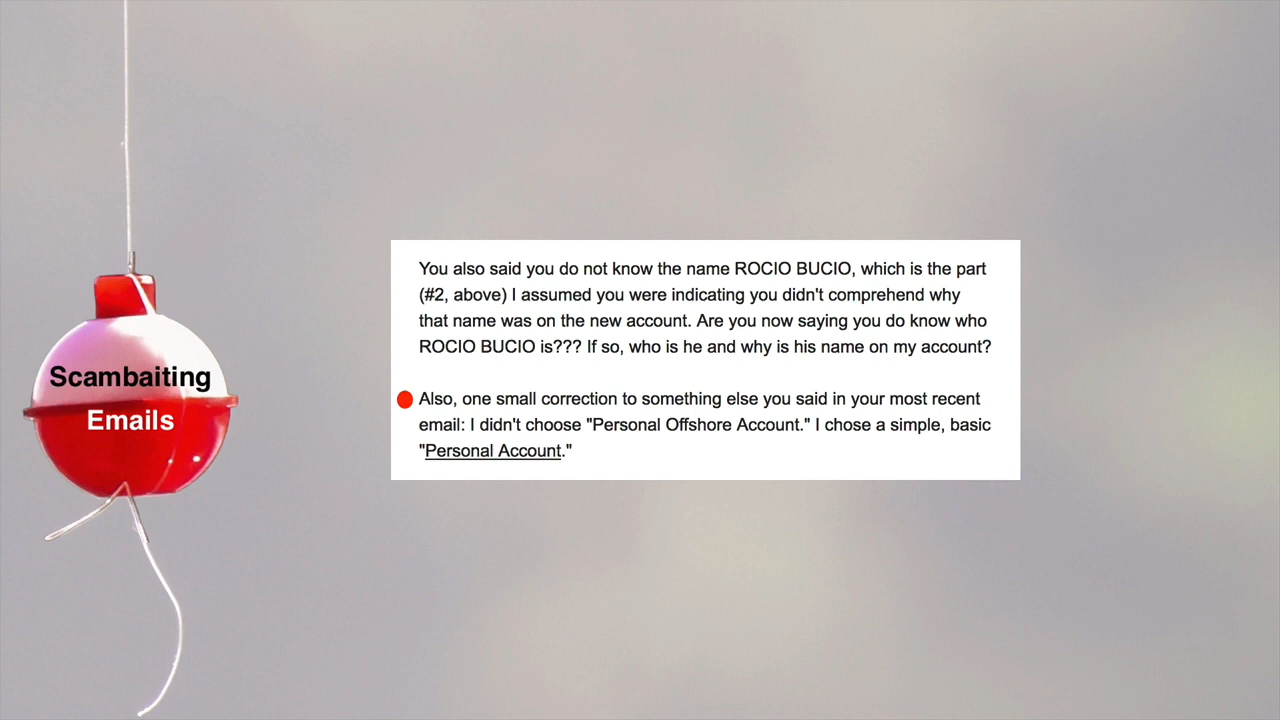 Scambaiting
Emails
You also said you do not know the name ROCIO BUCIO, which is the part
(#2, above) I assumed you were indicating you didn't comprehend why
that name was on the new account. Are you now saying you do know who
ROCIO BUCIO is??? If so, who is he and why is his name on my account?
Also, one small correction to something else you said in your most recent
email: I didn't choose "Personal Offshore Account." I chose a simple, basic
"Personal Account."